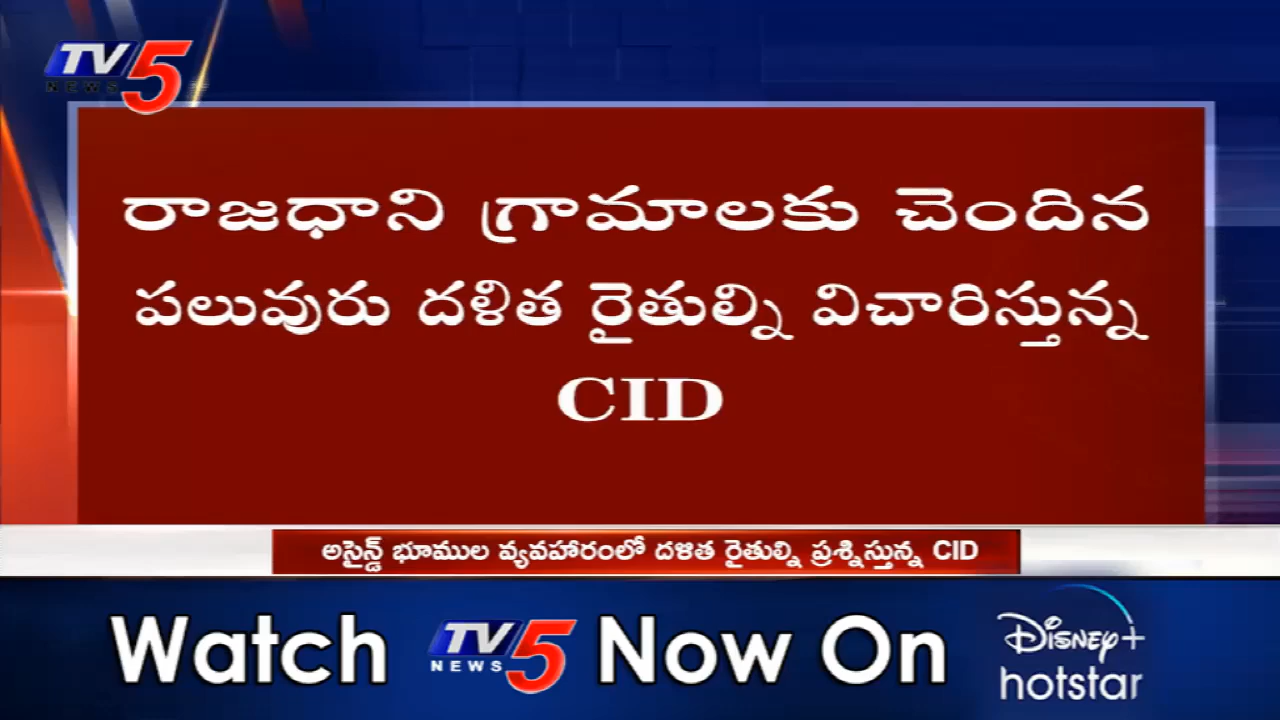 TV5
NEWS
రాజధాని గ్రామాలకు చెందిన
పలువురు దళిత రైతుల్ని విచారిస్తున్న
CID
అసైన్డ్ భూముల వ్యవహారంలో దళిత రైతుల్ని ప్రశ్నిస్తున్న CID
Watch TV5 NEWS Now On Disney+ hotstar